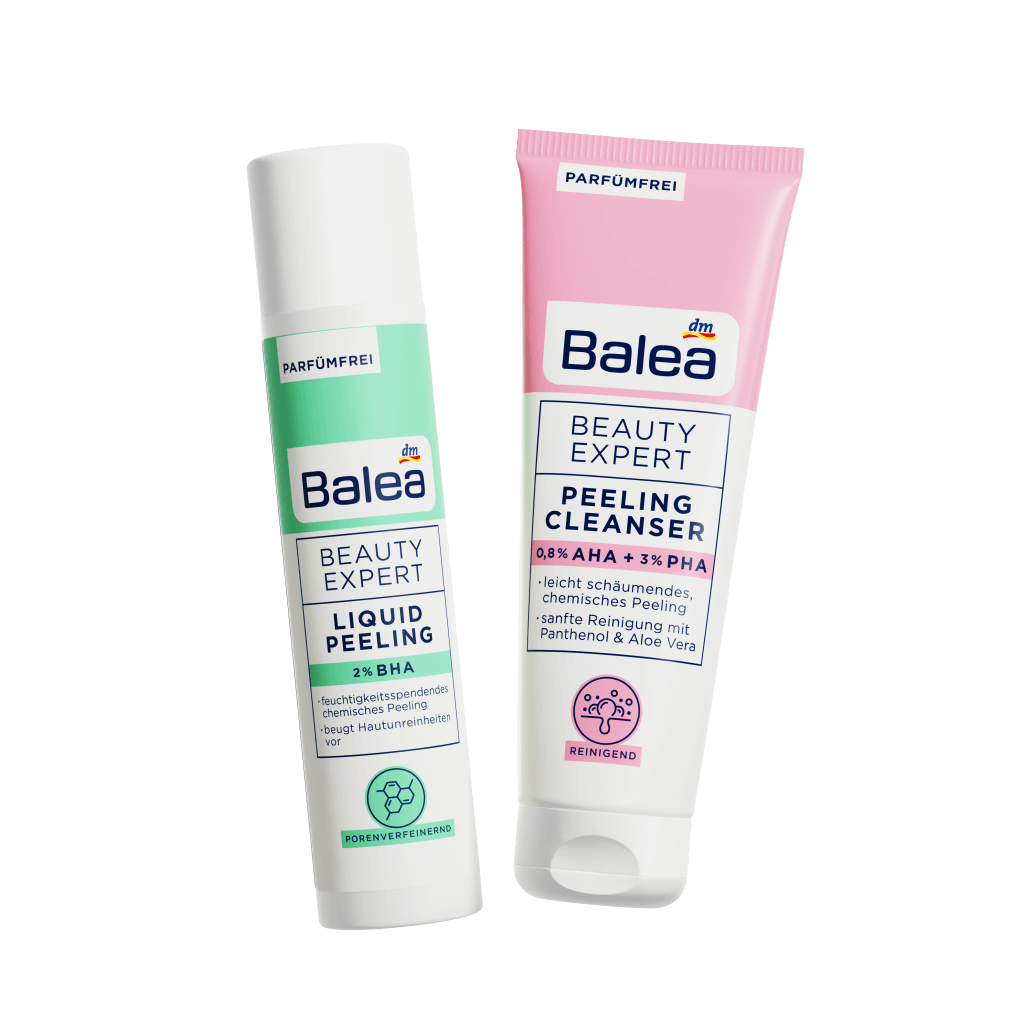 PARFÜMFREI
dm
Balea
BEAUTY
EXPERT
LIQUID
PEELING
2% BHA
·feuchtigkeitsspendendes
chemisches Peeling
·beugt Hautunreinheiten
vor
PORENVERFEINERND
PARFÜMFREI
dm
Balea
BEAUTY
EXPERT
PEELING
CLEANSER
0,8% AHA + 3% PHA
·leicht schäumendes,
chemisches Peeling
·sanfte Reinigung mit
Panthenol & Aloe Vera
REINIGEND